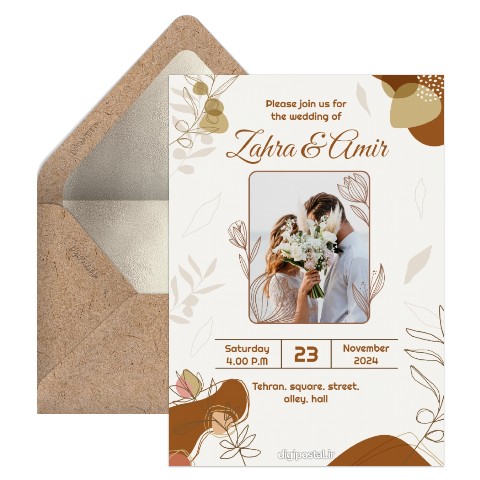 Please join us for
the wedding of
Zahra & Amir
Saturday
4.00 P.M
23
November
2024
Tehran. square. street.
alley. hall
digipostal.ir